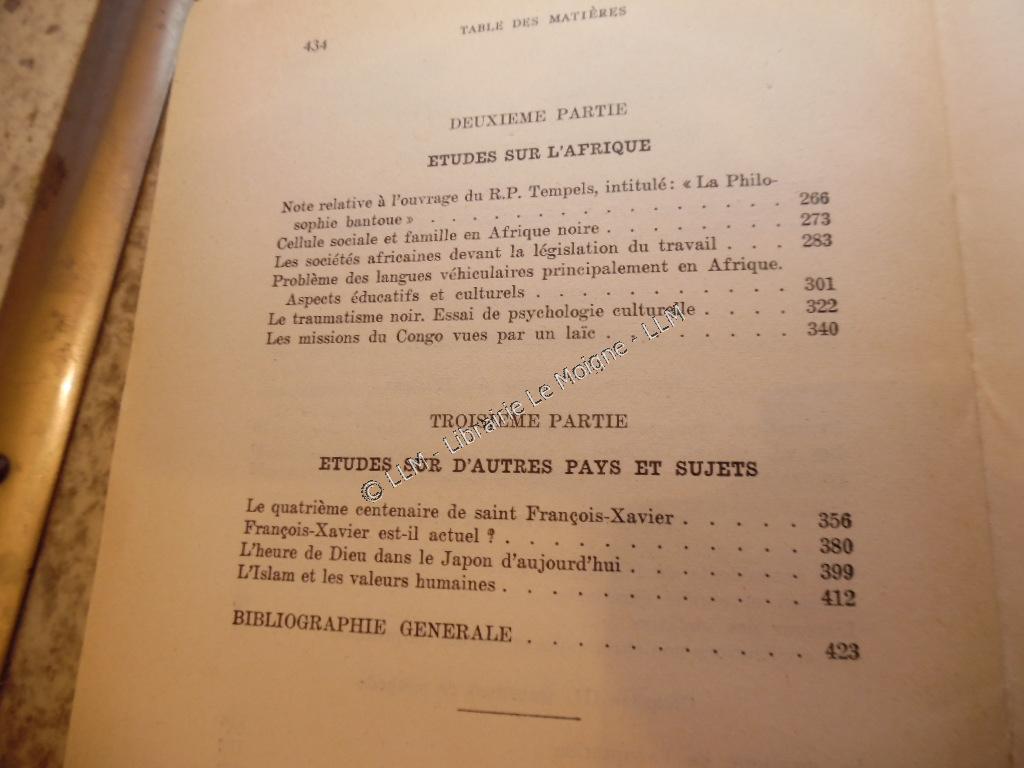 434
TABLE DES MATIÈRES
DEUXIEME PARTIE
ETUDES SUR L'AFRIQUE
Note relative à l'ouvrage du R.P. Tempels, intitulé : « La Philo-
sophie bantoue » . . . . . . . . . . . . . . . . 266
Cellule sociale et famille en Afrique noire . . . . . . . . 273
Les sociétés africaines devant la législation du travail . . . 283
Problème des langues véhiculaires principalement en Afrique.
Aspects éducatifs et culturels . . . . . . . . . . . 301
Le traumatisme noir. Essai de psychologie culturelle . . . . 322
Les missions du Congo vues par un laïc . . . . . . . . 340
TROISIEME PARTIE
ETUDES SUR D'AUTRES PAYS ET SUJETS
Le quatrième centenaire de saint François-Xavier . . . . . 356
François-Xavier est-il actuel ? . . . . . . . . . . . 380
L'heure de Dieu dans le Japon d'aujourd'hui . . . . . . . 399
L'Islam et les valeurs humaines . . . . . . . . . . . . 412
BIBLIOGRAPHIE GENERALE . . . . . . . . . . . 423
© LLM - Librairie Le Moigne - LLM